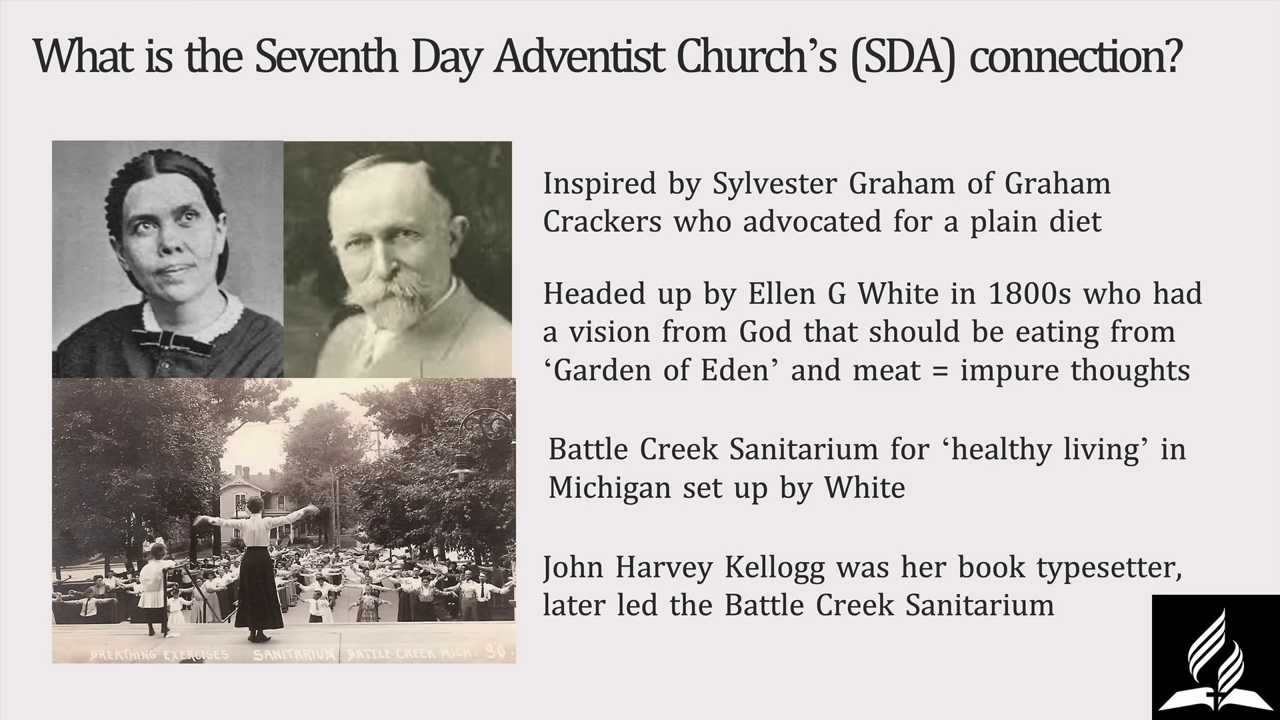 What is the Seventh Day Adventist Church’s (SDA) connection?
Inspired by Sylvester Graham of Graham
Crackers who advocated for a plain diet
Headed up by Ellen G White in 1800s who had
a vision from God that should be eating from
‘Garden of Eden’ and meat = impure thoughts
Battle Creek Sanitarium for ‘healthy living’ in
Michigan set up by White
John Harvey Kellogg was her book typesetter,
later led the Battle Creek Sanitarium
BREATHING EXERCISES SANITARIUM BATTLE CREEK MICH. 90